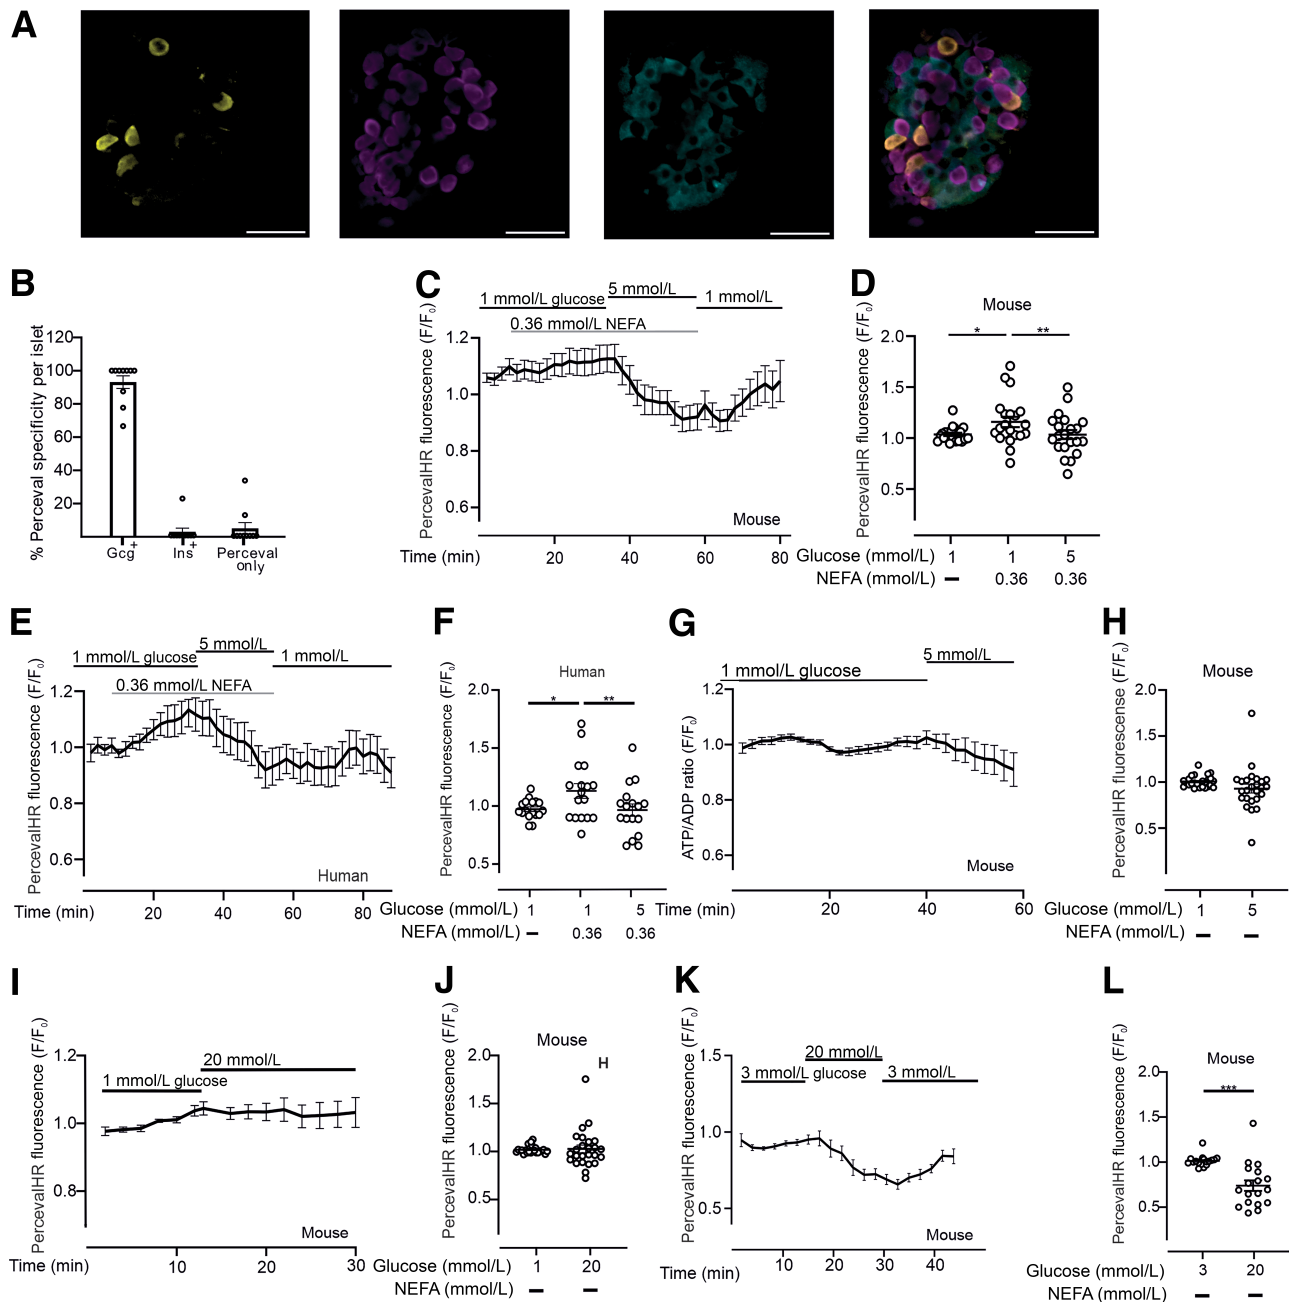 A
B
% Perceval specificity per islet
120
100
80
60
40
20
Gcg+
Ins+
Perceval only
C
PercevalHR fluorescence (F/F0)
1 mmol/L glucose
5 mmol/L
1 mmol/L
0.36 mmol/L NEFA
1.2
1.0
0.8
0.6
Mouse
Time (min)
20
40
60
80
D
PercevalHR fluorescence (F/F0)
Mouse
*
**
2.0
1.5
1.0
0.5
Glucose (mmol/L)
1
1
5
NEFA (mmol/L)
–
0.36
0.36
E
PercevalHR fluorescence (F/F0)
1 mmol/L glucose
5 mmol/L
1 mmol/L
0.36 mmol/L NEFA
1.2
1.0
0.8
0.6
Human
Time (min)
20
40
60
80
F
PercevalHR fluorescence (F/F0)
Human
*
**
2.0
1.5
1.0
0.5
Glucose (mmol/L)
1
1
5
NEFA (mmol/L)
–
0.36
0.36
G
ATP/ADP ratio (F/F0)
1 mmol/L glucose
5 mmol/L
1.2
1.0
0.8
0.6
Mouse
Time (min)
20
40
60
H
PercevalHR fluorescense (F/F0)
Mouse
2.0
1.5
1.0
0.5
Glucose (mmol/L)
1
5
NEFA (mmol/L)
–
–
I
PercevalHR fluorescence (F/F0)
1 mmol/L glucose
20 mmol/L
1.2
1.0
0.8
Mouse
Time (min)
10
20
30
J
PercevalHR fluorescence (F/F0)
Mouse
H
2.0
1.5
1.0
0.5
Glucose (mmol/L)
1
20
NEFA (mmol/L)
–
–
K
PercevalHR fluorescence (F/F0)
20 mmol/L
3 mmol/L glucose
3 mmol/L
1.5
1.0
0.5
Mouse
Time (min)
10
20
30
40
L
PercevalHR fluorescence (F/F0)
Mouse
***
2.0
1.5
1.0
0.5
Glucose (mmol/L)
3
20
NEFA (mmol/L)
–
–